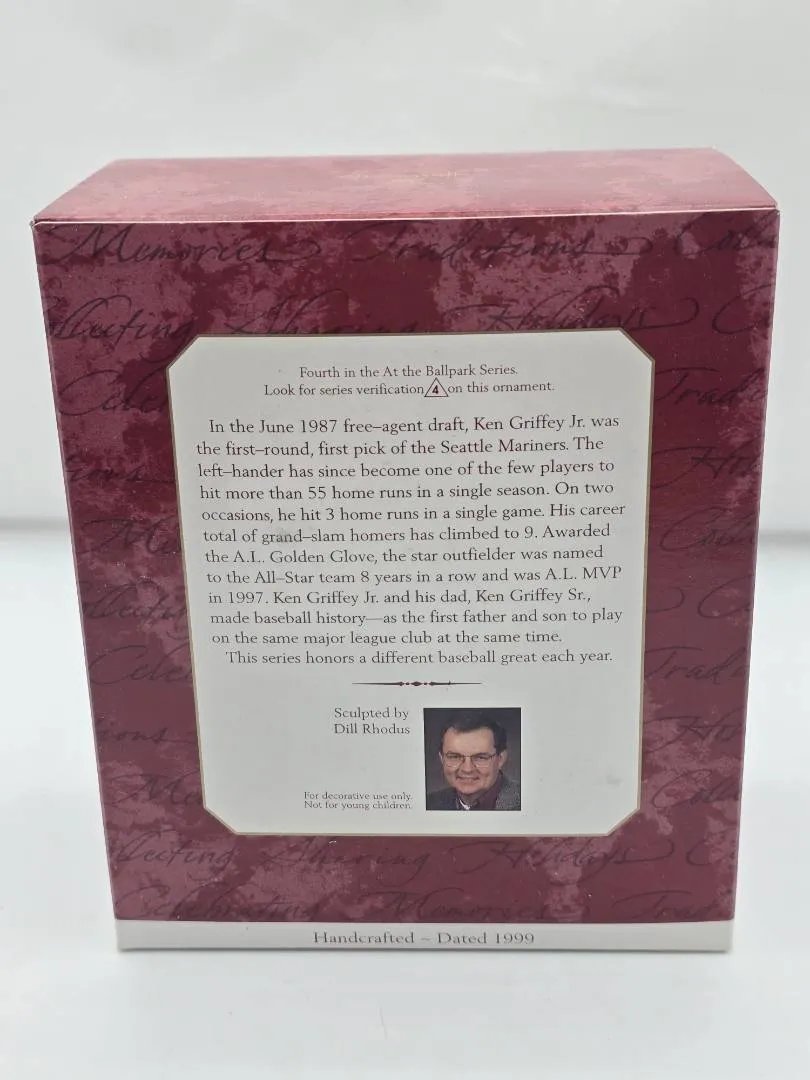 Memories Traditions
Holidays
Fourth in the At the Ballpark Series.
Look for series verification 4 on this ornament.
In the June 1987 free–agent draft, Ken Griffey Jr. was
the first–round, first pick of the Seattle Mariners. The
left–hander has since become one of the few players to
hit more than 55 home runs in a single season. On two
occasions, he hit 3 home runs in a single game. His career
total of grand–slam homers has climbed to 9. Awarded
the A.L. Golden Glove, the star outfielder was named
to the All–Star team 8 years in a row and was A.L. MVP
in 1997. Ken Griffey Jr. and his dad, Ken Griffey Sr.,
made baseball history—as the first father and son to play
on the same major league club at the same time.
This series honors a different baseball great each year.
Sculpted by
Dill Rhodus
For decorative use only.
Not for young children.
Sharing Holidays
Celebrating Memories
Handcrafted ~ Dated 1999